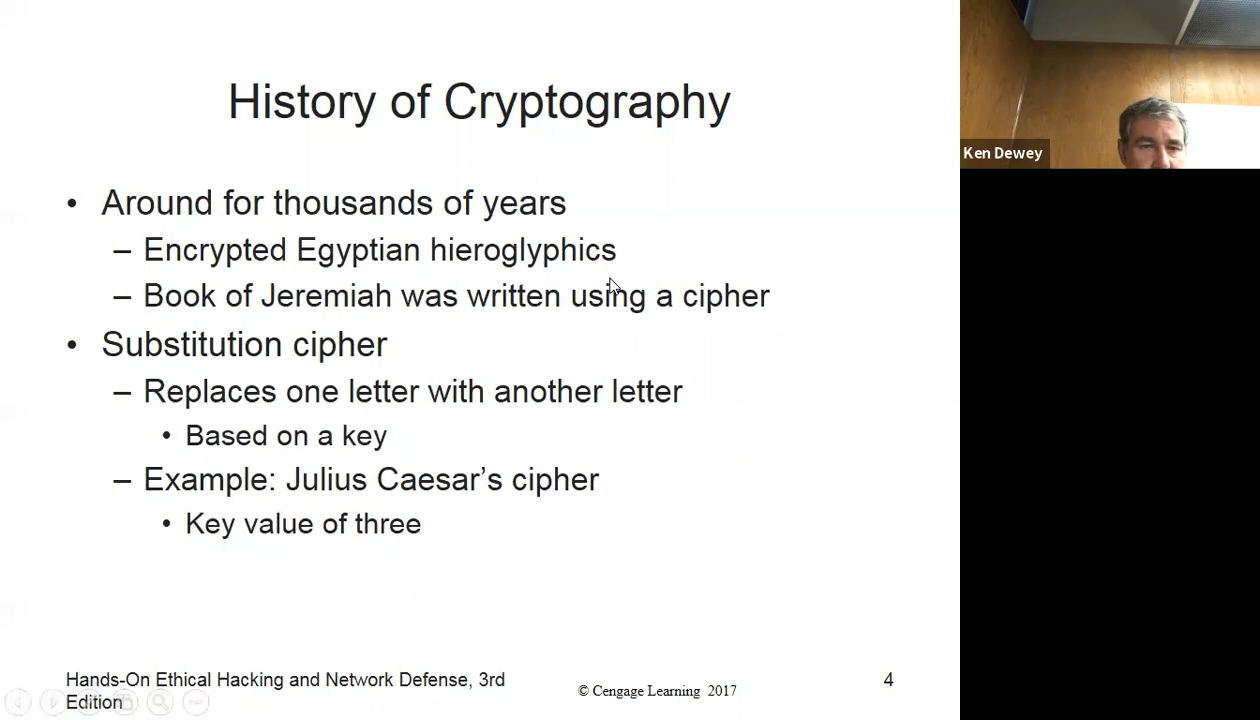 History of Cryptography
Ken Dewey
• Around for thousands of years
– Encrypted Egyptian hieroglyphics
– Book of Jeremiah was written using a cipher
• Substitution cipher
– Replaces one letter with another letter
• Based on a key
– Example: Julius Caesar’s cipher
• Key value of three
Hands-On Ethical Hacking and Network Defense, 3rd
Edition
© Cengage Learning 2017
4